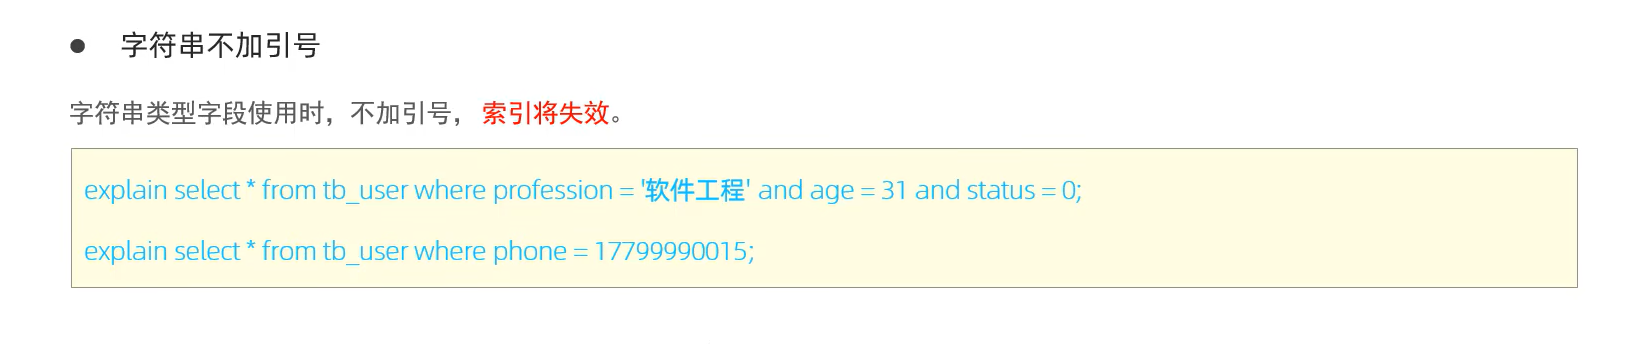 ● 字符串不加引号
字符串类型字段使用时，不加引号， 索引将失效。
explain select * from tb_user where profession = '软件工程' and age = 31 and status = 0;
explain select * from tb_user where phone = 17799990015;